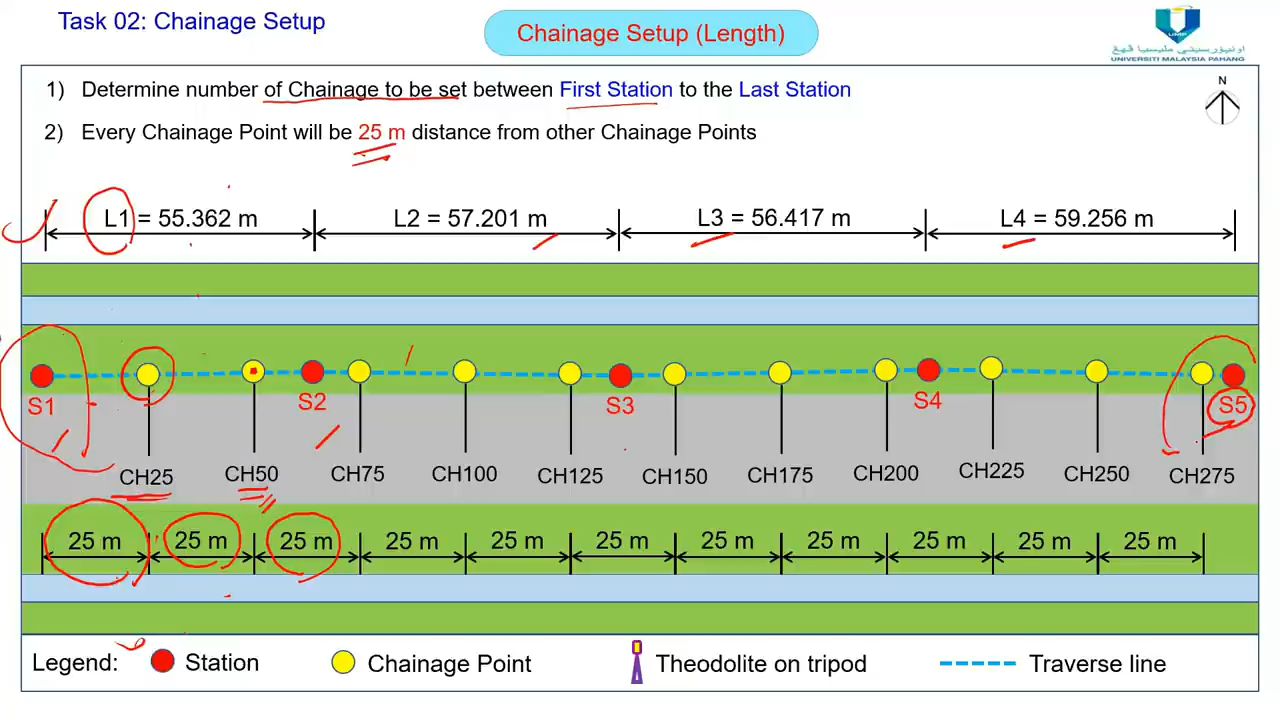 Task 02: Chainage Setup
Chainage Setup (Length)
UMP
اونيۏرسيتي مليسيا ڤهڠ
UNIVERSITI MALAYSIA PAHANG
1) Determine number of Chainage to be set between First Station to the Last Station
2) Every Chainage Point will be 25 m distance from other Chainage Points
N
L1 = 55.362 m L2 = 57.201 m L3 = 56.417 m L4 = 59.256 m
S1 S2 S3 S4 S5
CH25 CH50 CH75 CH100 CH125 CH150 CH175 CH200 CH225 CH250 CH275
25 m 25 m 25 m 25 m 25 m 25 m 25 m 25 m 25 m 25 m 25 m
Legend: Station Chainage Point Theodolite on tripod Traverse line